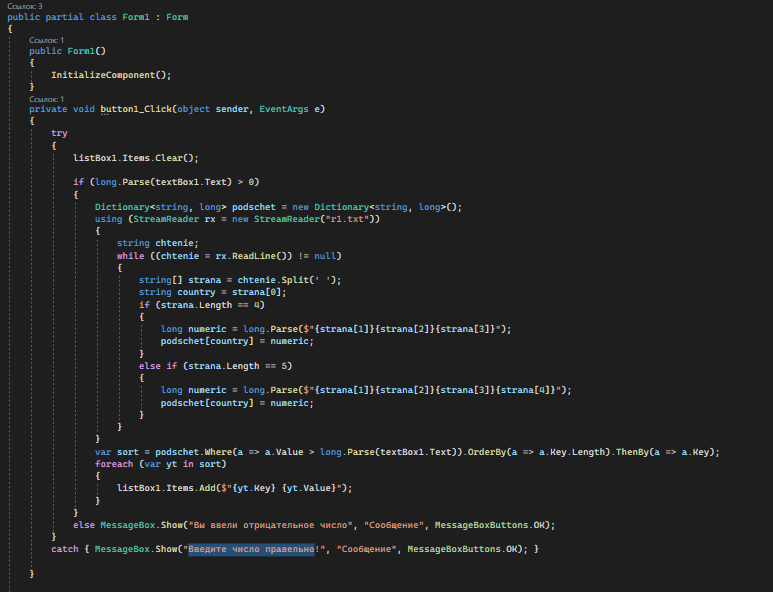 Ссылок: 3
public partial class Form1 : Form
{
Ссылок: 1
public Form1()
{
InitializeComponent();
}
Ссылок: 1
private void button1_Click(object sender, EventArgs e)
{
try
{
listBox1.Items.Clear();
if (long.Parse(textBox1.Text) > 0)
{
Dictionary<string, long> podschet = new Dictionary<string, long>();
using (StreamReader rx = new StreamReader("r1.txt"))
{
string chtenie;
while ((chtenie = rx.ReadLine()) != null)
{
string[] strana = chtenie.Split(' ');
string country = strana[0];
if (strana.Length == 4)
{
long numeric = long.Parse($"{strana[1]}{strana[2]}{strana[3]}");
podschet[country] = numeric;
}
else if (strana.Length == 5)
{
long numeric = long.Parse($"{strana[1]}{strana[2]}{strana[3]}{strana[4]}");
podschet[country] = numeric;
}
}
}
var sort = podschet.Where(a => a.Value > long.Parse(textBox1.Text)).OrderBy(a => a.Key.Length).ThenBy(a => a.Key);
foreach (var yt in sort)
{
listBox1.Items.Add($"{yt.Key} {yt.Value}");
}
}
else MessageBox.Show("Вы ввели отрицательное число", "Сообщение", MessageBoxButtons.OK);
}
catch { MessageBox.Show("Введите число правельно!", "Сообщение", MessageBoxButtons.OK); }
}